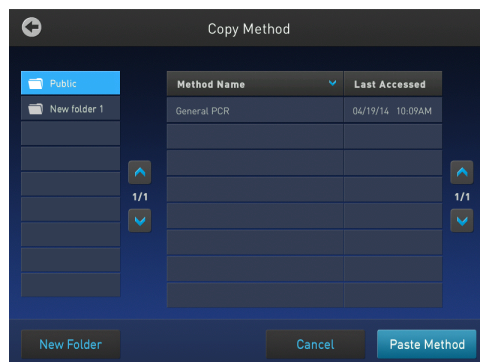 Copy Method
Public
New folder 1
1/1
Method Name Last Accessed
General PCR 04/19/14 10:09AM
1/1
New Folder Cancel Paste Method